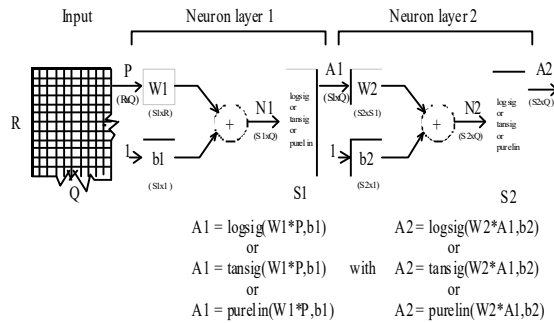 Input Neuron layer 1 Neuron layer 2
P A1 A2
(RxQ) W1 (S1xQ) W2 (S2xQ)
(S1xR) N1 logsig (S2xS1) N2 logsig
R + (S1xQ) or + (S2xQ) or
tansig tansig
or or
1 b1 purelin 1 b2 purelin
(S1x1) (S2x1)
Q S1 S2
A1 = logsig(W1*P,b1) A2 = logsig(W2*A1,b2)
or or
A1 = tansig(W1*P,b1) with A2 = tansig(W2*A1,b2)
or or
A1 = purelin(W1*P,b1) A2 = purelin(W2*A1,b2)